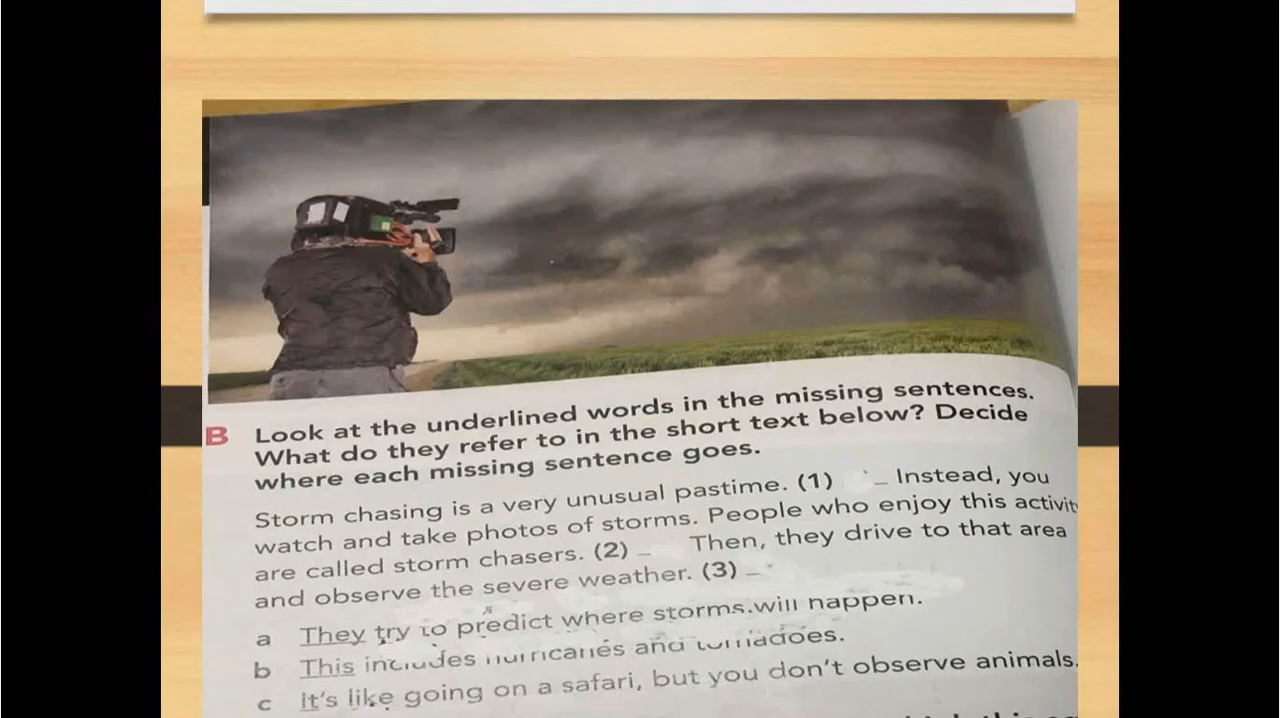 B Look at the underlined words in the missing sentences.
What do they refer to in the short text below? Decide
where each missing sentence goes.
Storm chasing is a very unusual pastime. (1) _ Instead, you
watch and take photos of storms. People who enjoy this activit
are called storm chasers. (2) _ Then, they drive to that area
and observe the severe weather. (3) _
a They try to predict where storms will happen.
b This includes hurricanes and tornadoes.
c It's like going on a safari, but you don't observe animals.